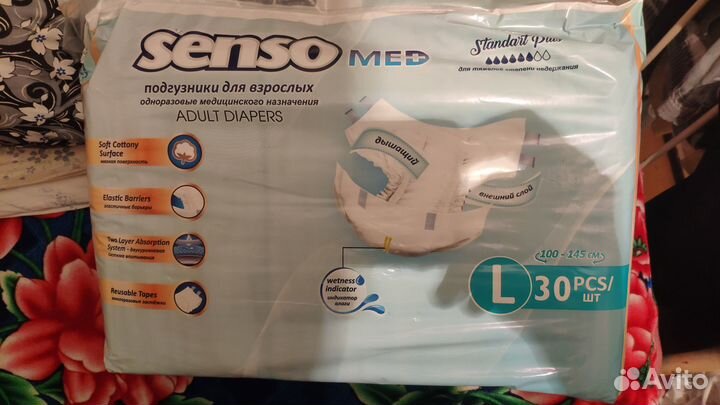 senso MED
Standart Plus
для тяжелой степени недержания
подгузники для взрослых
одноразовые медицинского назначения
ADULT DIAPERS
Soft Cottony
Surface
мягкая поверхность
Elastic Barriers
эластичные барьеры
Two Layer Absorption
System - двухуровневая
система впитывания
Reusable Tapes
многоразовые застежки
дышащий
внешний слой
wetness
indicator
индикатор
влаги
100 - 145 см
L 30 PCS/
ШТ
Avito